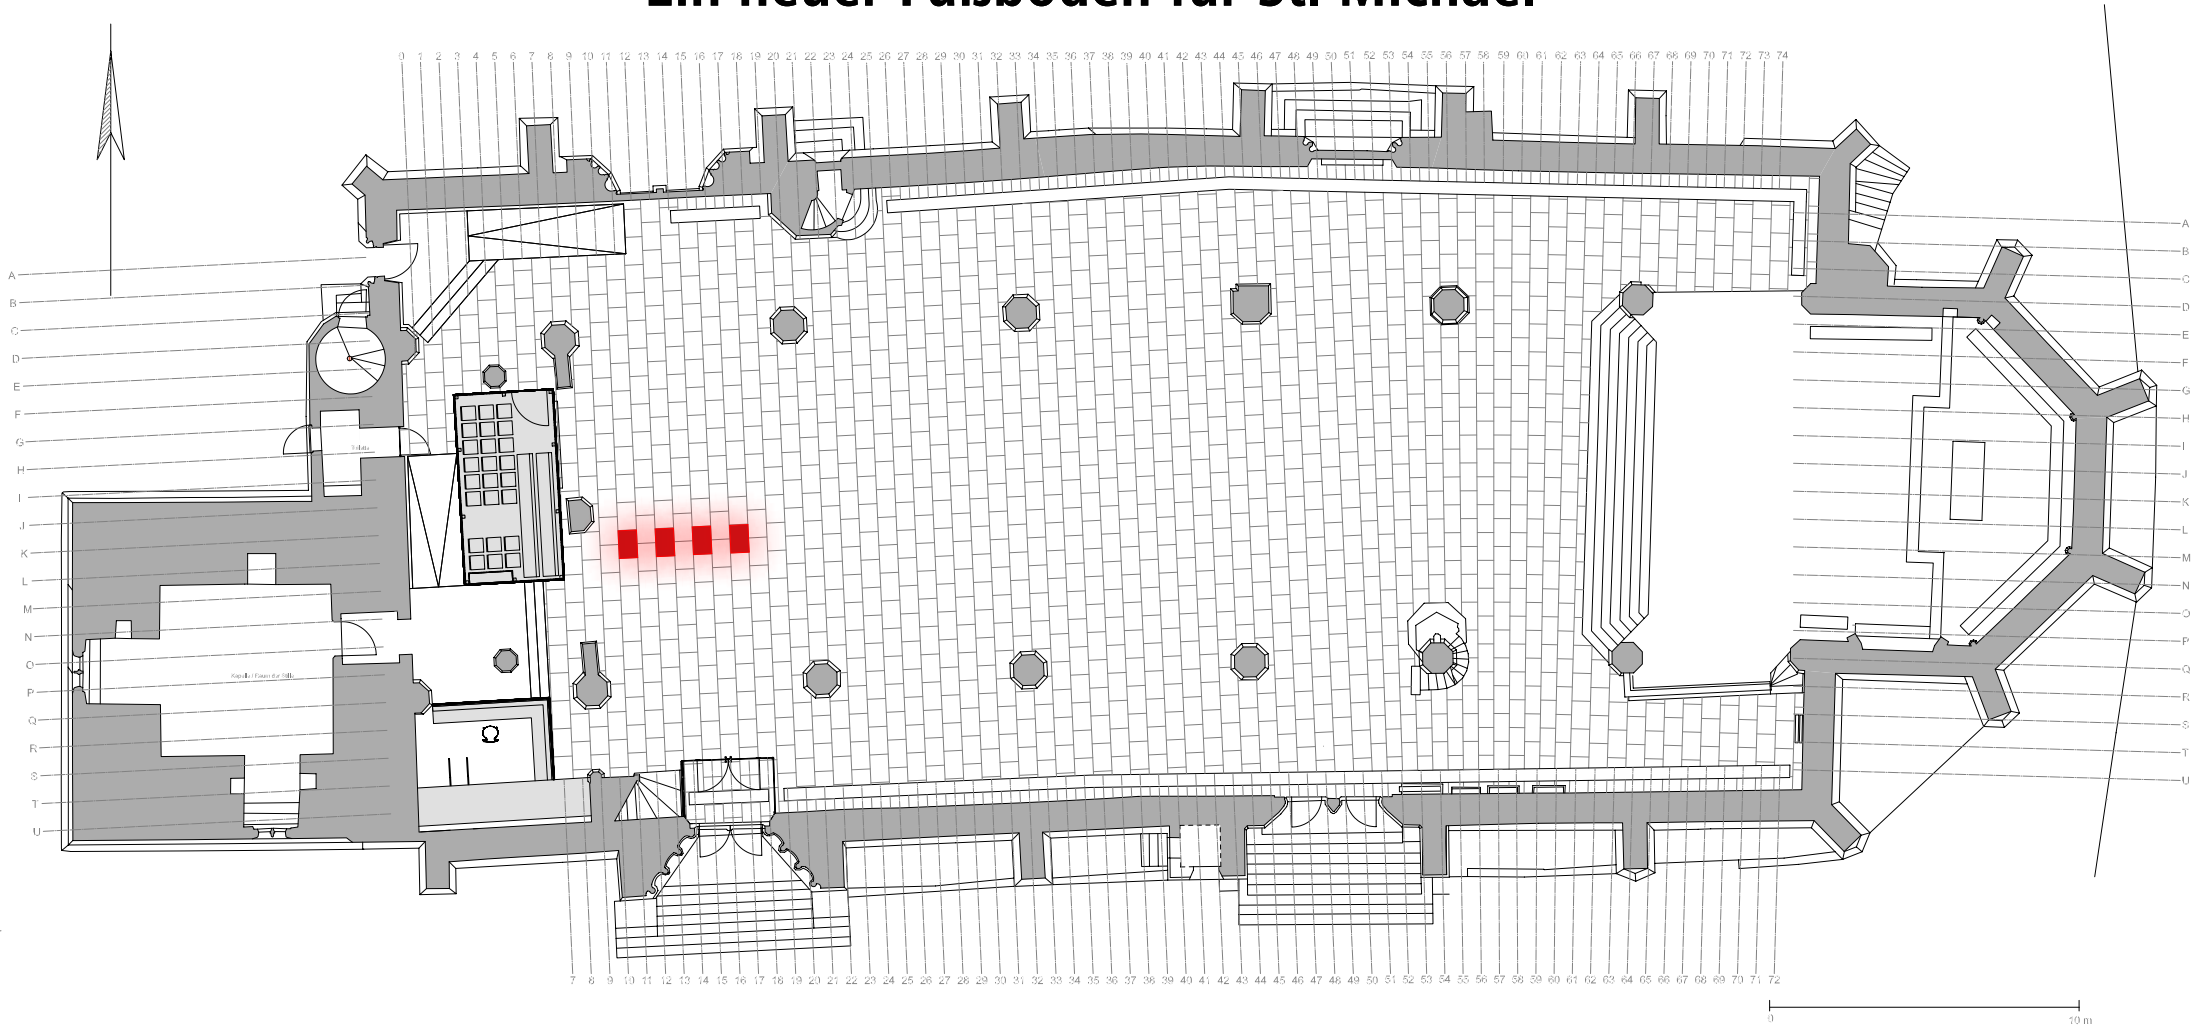 Ein neuer Fußboden für St. Michael
0 1 2 3 4 5 6 7 8 9 10 11 12 13 14 15 16 17 18 19 20 21 22 23 24 25 26 27 28 29 30 31 32 33 34 35 36 37 38 39 40 41 42 43 44 45 46 47 48 49 50 51 52 53 54 55 56 57 58 59 60 61 62 63 64 65 66 67 68 69 70 71 72 73 74
A
B
C
D
E
F
G
H
I
J
K
L
M
N
O
P
Q
R
S
T
U
A
B
C
D
E
F
G
H
I
J
K
L
M
N
O
P
Q
R
S
T
U
Kapelle / Raum der Stille
7 8 9 10 11 12 13 14 15 16 17 18 19 20 21 22 23 24 25 26 27 28 29 30 31 32 33 34 35 36 37 38 39 40 41 42 43 44 45 46 47 48 49 50 51 52 53 54 55 56 57 58 59 60 61 62 63 64 65 66 67 68 69 70 71 72
0 10 m